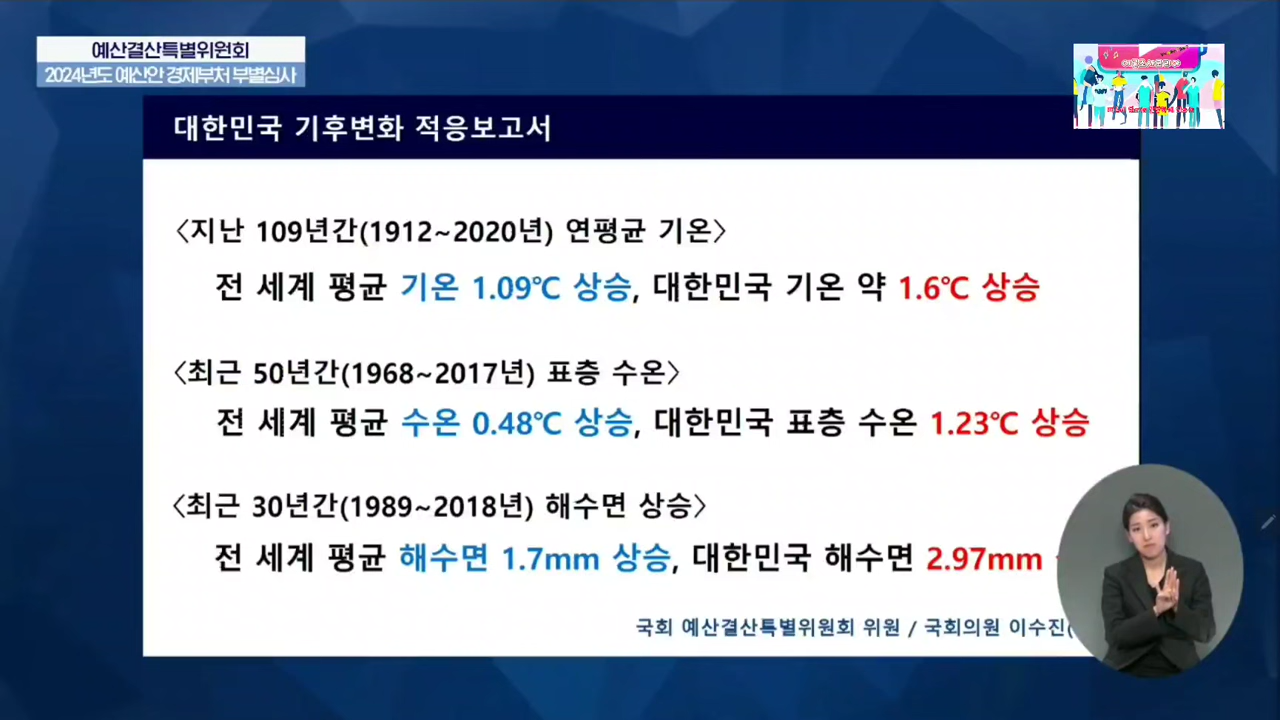 예산결산특별위원회
2024년도 예산안 경제부처 부별심사
대한민국 기후변화 적응보고서
<지난 109년간(1912~2020년) 연평균 기온>
전 세계 평균 기온 1.09℃ 상승, 대한민국 기온 약 1.6℃ 상승
<최근 50년간(1968~2017년) 표층 수온>
전 세계 평균 수온 0.48℃ 상승, 대한민국 표층 수온 1.23℃ 상승
<최근 30년간(1989~2018년) 해수면 상승>
전 세계 평균 해수면 1.7mm 상승, 대한민국 해수면 2.97mm
국회 예산결산특별위원회 위원 / 국회의원 이수진(